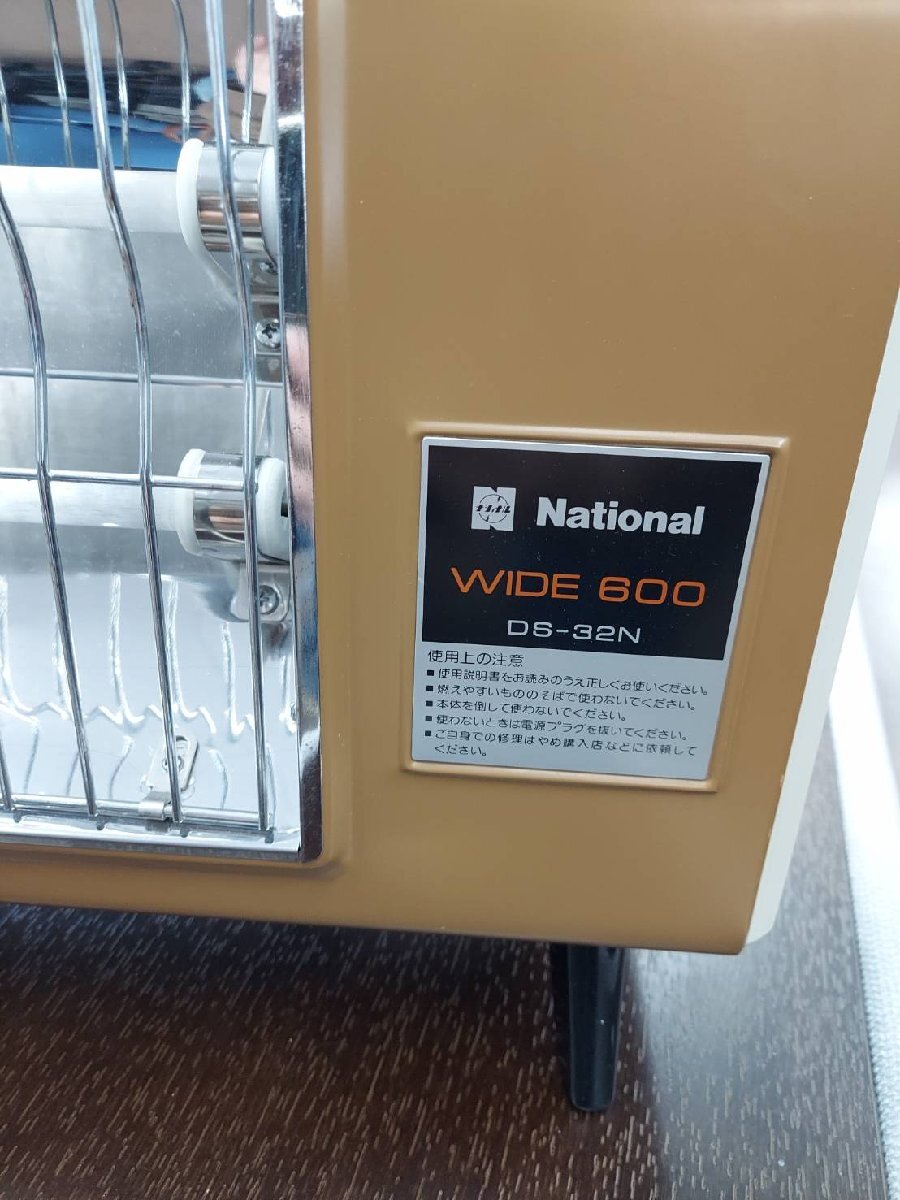 ナショナル National
WIDE 600
DS-32N
使用上の注意
■使用説明書をお読みのうえ正しくお使いください。
■燃えやすいもののそばで使わないでください。
■本体を倒して使わないでください。
■使わないときは電源プラグを抜いてください。
■ご自身での修理はやめ購入店などに依頼して
ください。